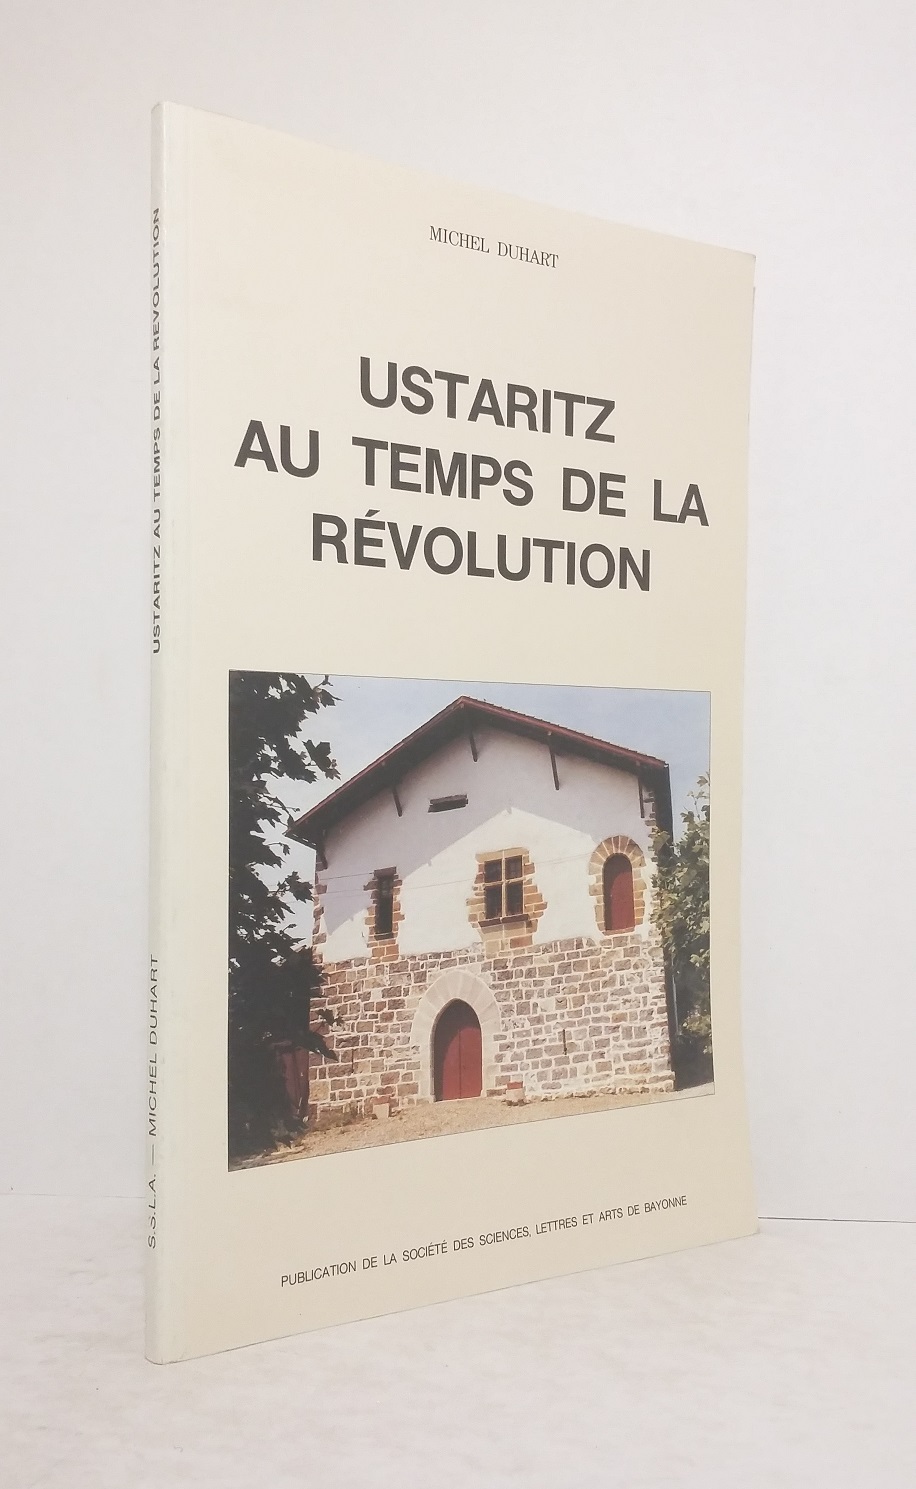 MICHEL DUHART
USTARITZ
AU TEMPS DE LA
RÉVOLUTION
PUBLICATION DE LA SOCIÉTÉ DES SCIENCES, LETTRES ET ARTS DE BAYONNE
S.S.L.A. — MICHEL DUHART USTARITZ AU TEMPS DE LA RÉVOLUTION